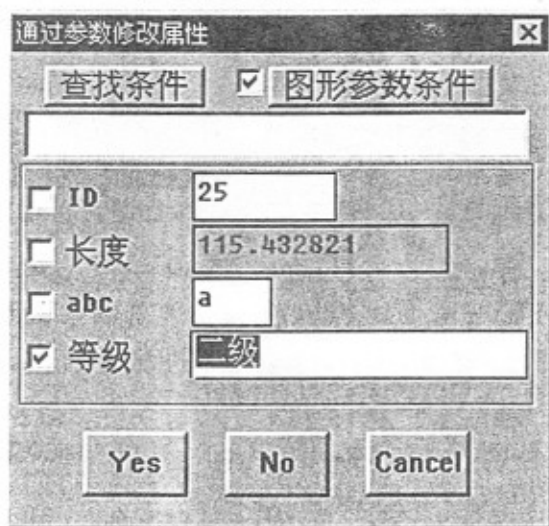 通过参数修改属性
查找条件 图形参数条件
ID 25
长度 115.432821
abc a
等级 二级
Yes No Cancel